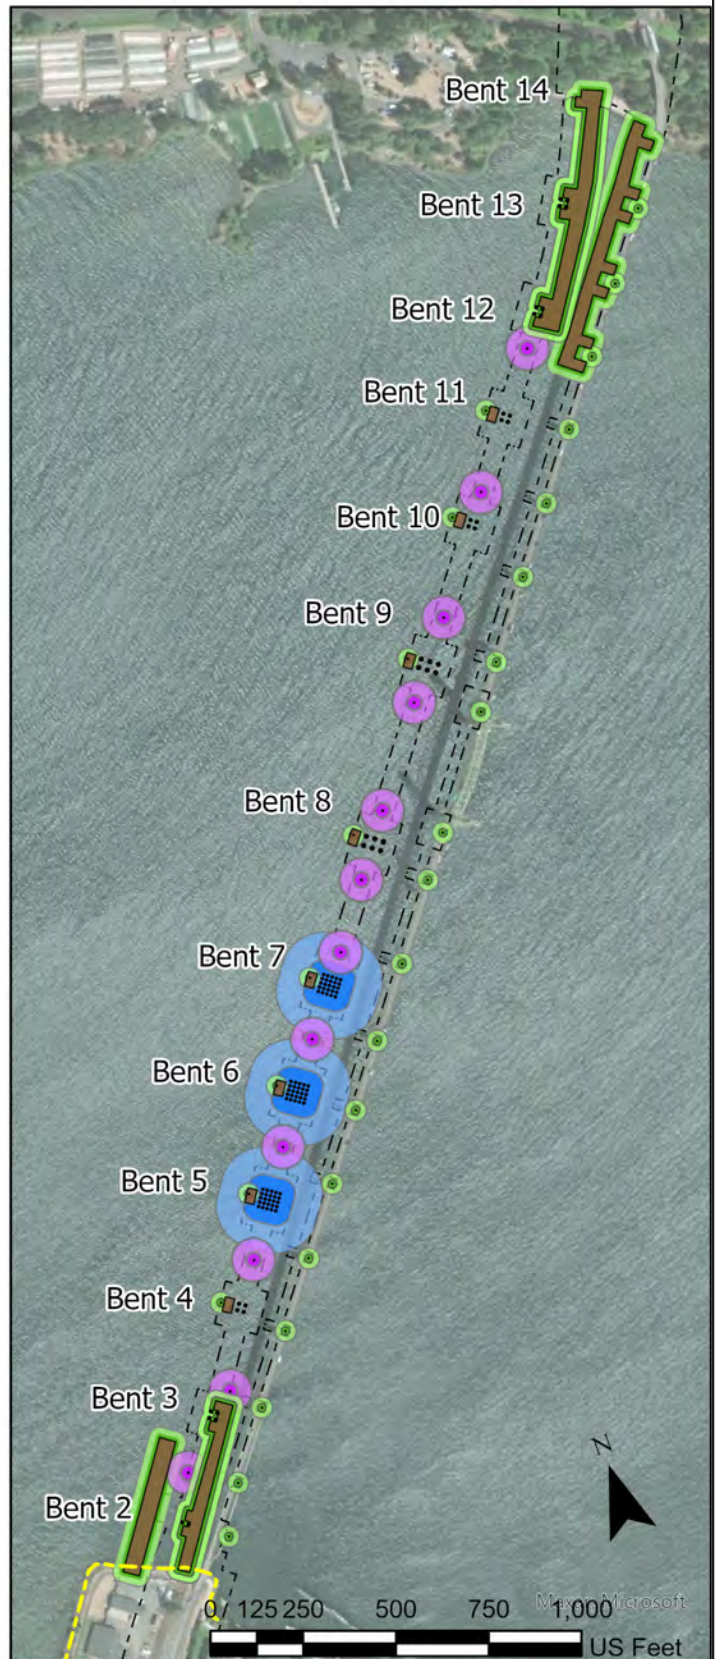 Bent 14
Bent 13
Bent 12
Bent 11
Bent 10
Bent 9
Bent 8
Bent 7
Bent 6
Bent 5
Bent 4
Bent 3
Bent 2
N
Maxar, Microsoft
0 125 250 500 750 1,000
US Feet